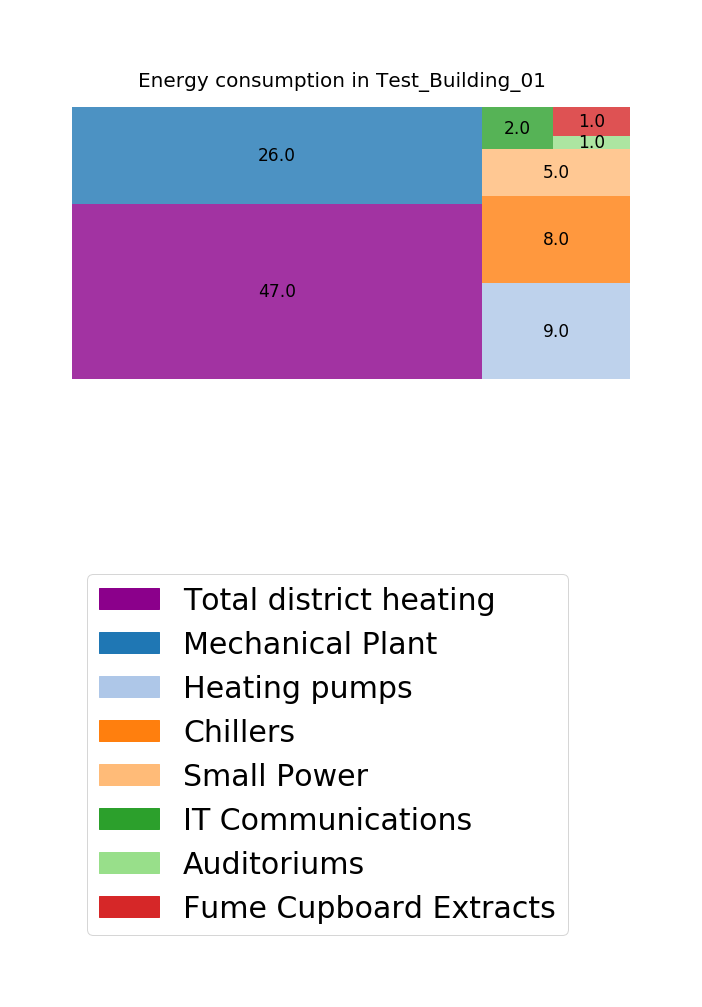 Energy consumption in Test_Building_01
26.0
2.0
1.0
1.0
5.0
47.0
8.0
9.0
Total district heating
Mechanical Plant
Heating pumps
Chillers
Small Power
IT Communications
Auditoriums
Fume Cupboard Extracts